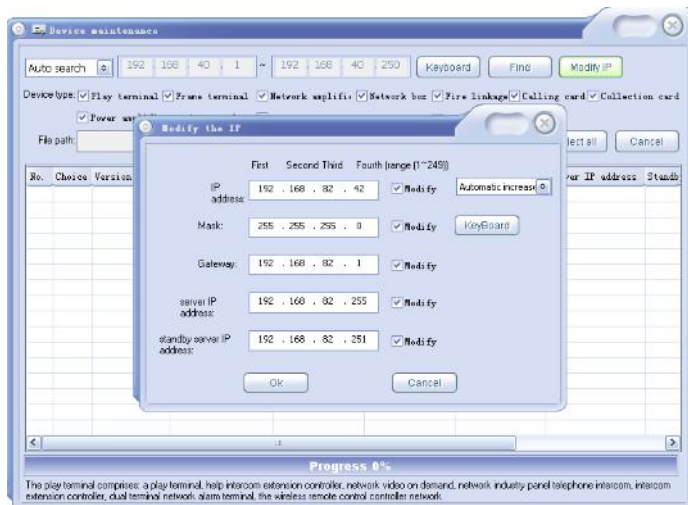 Device maintenance
Auto search 192 . 168 . 40 . 1 ~ 192 . 168 . 40 . 250 Keyboard Find Modify IP
Device type: Play terminal Frame terminal Network amplifi Network box Fire linkage Calling card Collection card
Power
File path: Cancel
No. Choice Version IP address Standb
Modify the IP
First Second Third Fourth (range (1~249))
IP address: 192 . 168 . 82 . 42 Modify Automatic increase
Mask: 255 . 255 . 255 . 0 Modify KeyBoard
Gateway: 192 . 168 . 82 . 1 Modify
server IP address: 192 . 168 . 82 . 255 Modify
standby server IP address: 192 . 168 . 82 . 251 Modify
Ok Cancel
Progress 0%
The play terminal comprises: a play terminal, help intercom extension controller, network video on demand, network industry panel telephone intercom, intercom
extension controller, dual terminal network alarm terminal, the wireless remote control controller network.